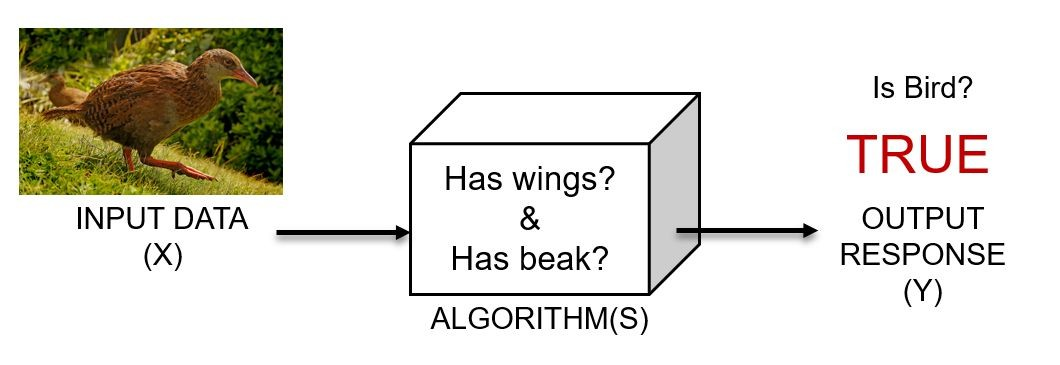 INPUT DATA
(X)
Has wings?
&
Has beak?
ALGORITHM(S)
Is Bird?
TRUE
OUTPUT
RESPONSE
(Y)